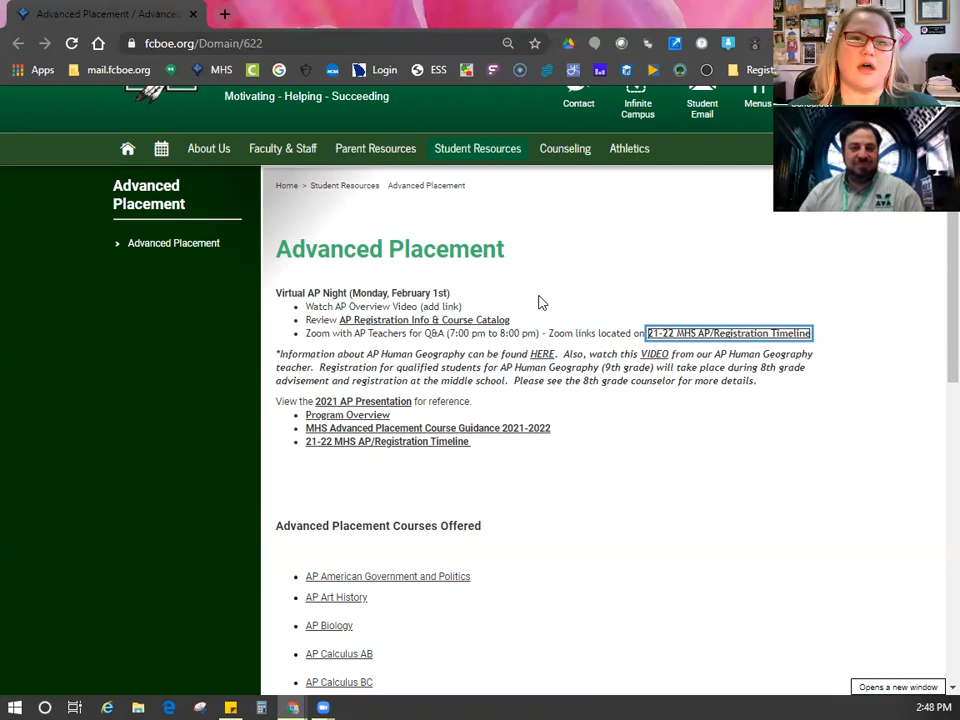 Advanced Placement / Advance
fcboe.org/Domain/622
Apps
mail.fcboe.org
MHS
Login
ESS
Regist
Motivating - Helping - Succeeding
Contact
Infinite
Campus
Student
Email
Menus
Home
About Us
Faculty & Staff
Parent Resources
Student Resources
Counseling
Athletics
Advanced
Placement
Advanced Placement
Home > Student Resources Advanced Placement
Advanced Placement
Virtual AP Night (Monday, February 1st)
Watch AP Overview Video (add link)
Review AP Registration Info & Course Catalog
Zoom with AP Teachers for Q&A (7:00 pm to 8:00 pm) - Zoom links located on 21-22 MHS AP/Registration Timeline
*Information about AP Human Geography can be found HERE. Also, watch this VIDEO from our AP Human Geography
teacher. Registration for qualified students for AP Human Geography (9th grade) will take place during 8th grade
advisement and registration at the middle school. Please see the 8th grade counselor for more details.
View the 2021 AP Presentation for reference.
Program Overview
MHS Advanced Placement Course Guidance 2021-2022
21-22 MHS AP/Registration Timeline
Advanced Placement Courses Offered
AP American Government and Politics
AP Art History
AP Biology
AP Calculus AB
AP Calculus BC
Opens a new window
2:48 PM